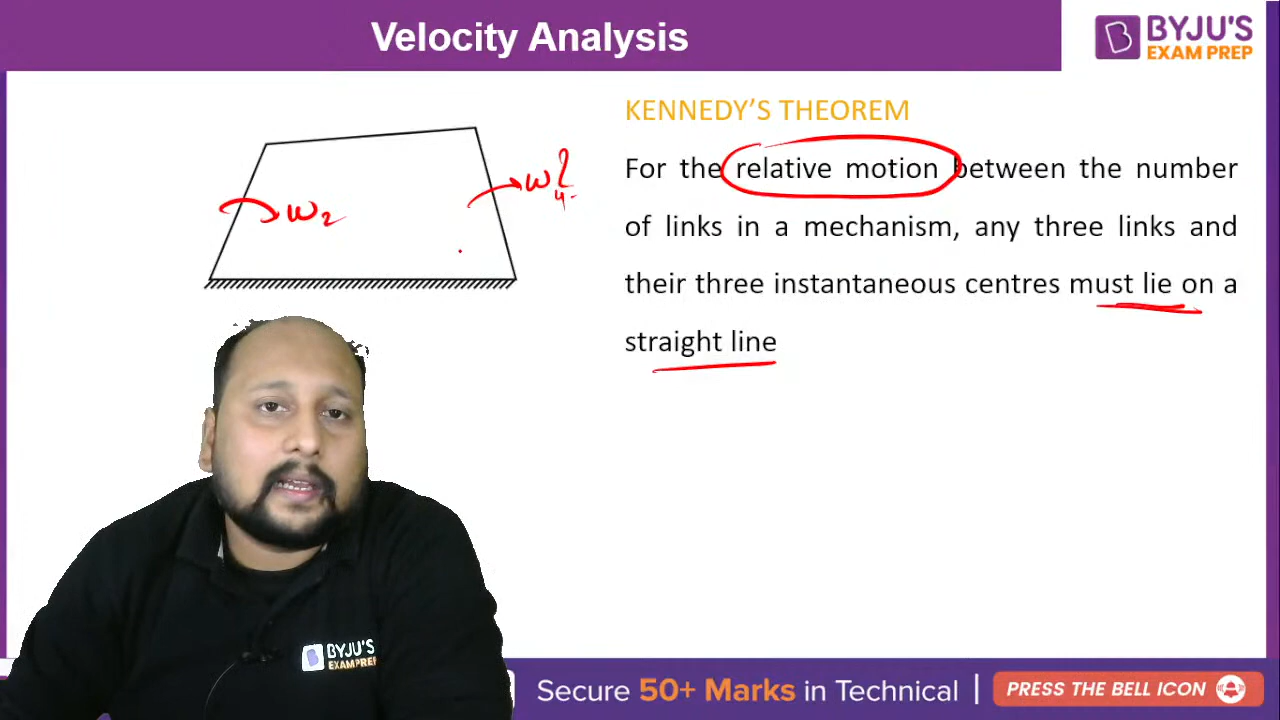 Velocity Analysis
BYJU'S
EXAM PREP
KENNEDY'S THEOREM
For the relative motion between the number
of links in a mechanism, any three links and
their three instantaneous centres must lie on a
straight line
ω2
ω4?
BYJU'S
EXAM PREP
Secure 50+ Marks in Technical
PRESS THE BELL ICON